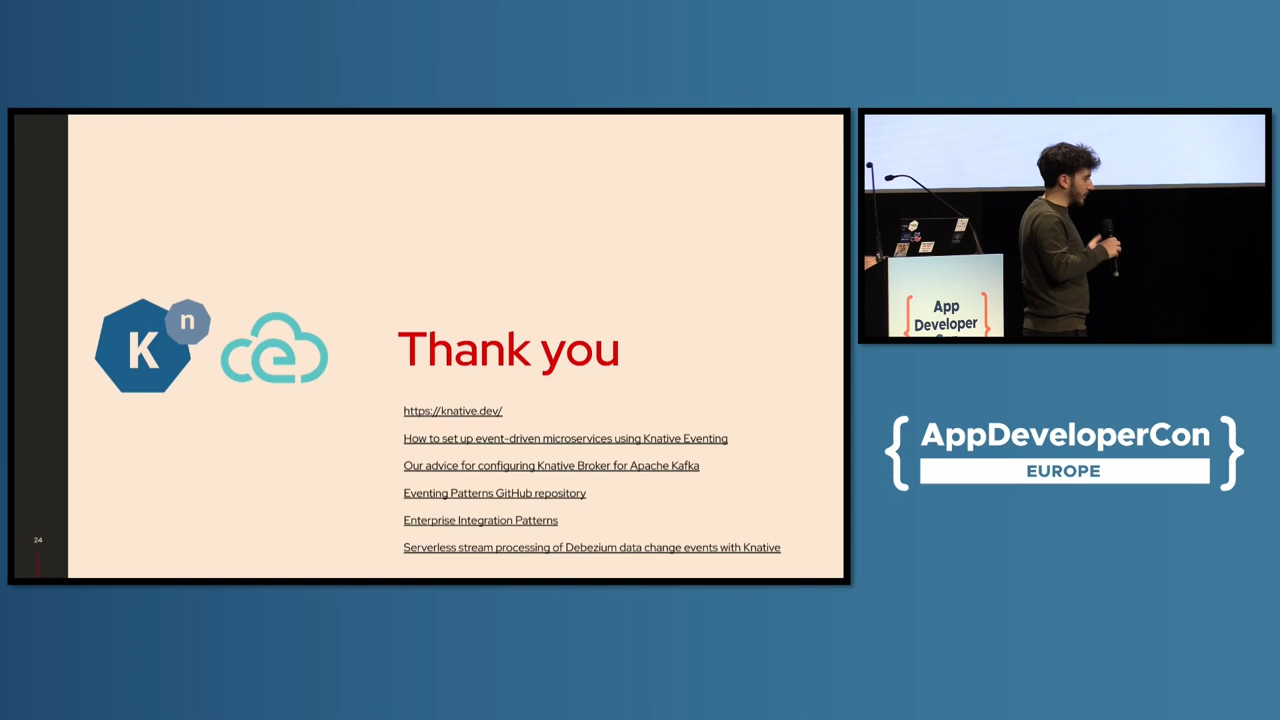 K
n
e
Thank you
https://knative.dev/
How to set up event-driven microservices using Knative Eventing
Our advice for configuring Knative Broker for Apache Kafka
Eventing Patterns GitHub repository
Enterprise Integration Patterns
Serverless stream processing of Debezium data change events with Knative
24
App
Developer
{ AppDeveloperCon }
EUROPE